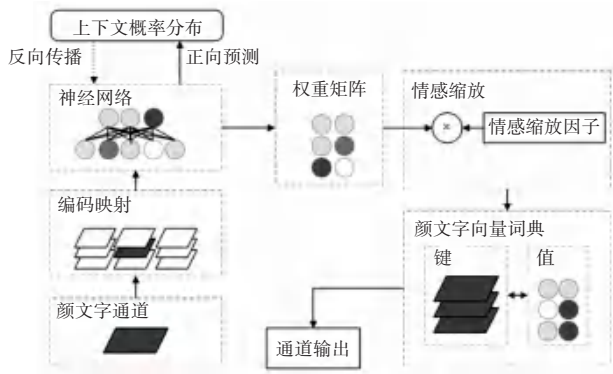 上下文概率分布
反向传播
正向预测
神经网络
权重矩阵
情感缩放
×
情感缩放因子
编码映射
颜文字向量词典
键
值
颜文字通道
通道输出